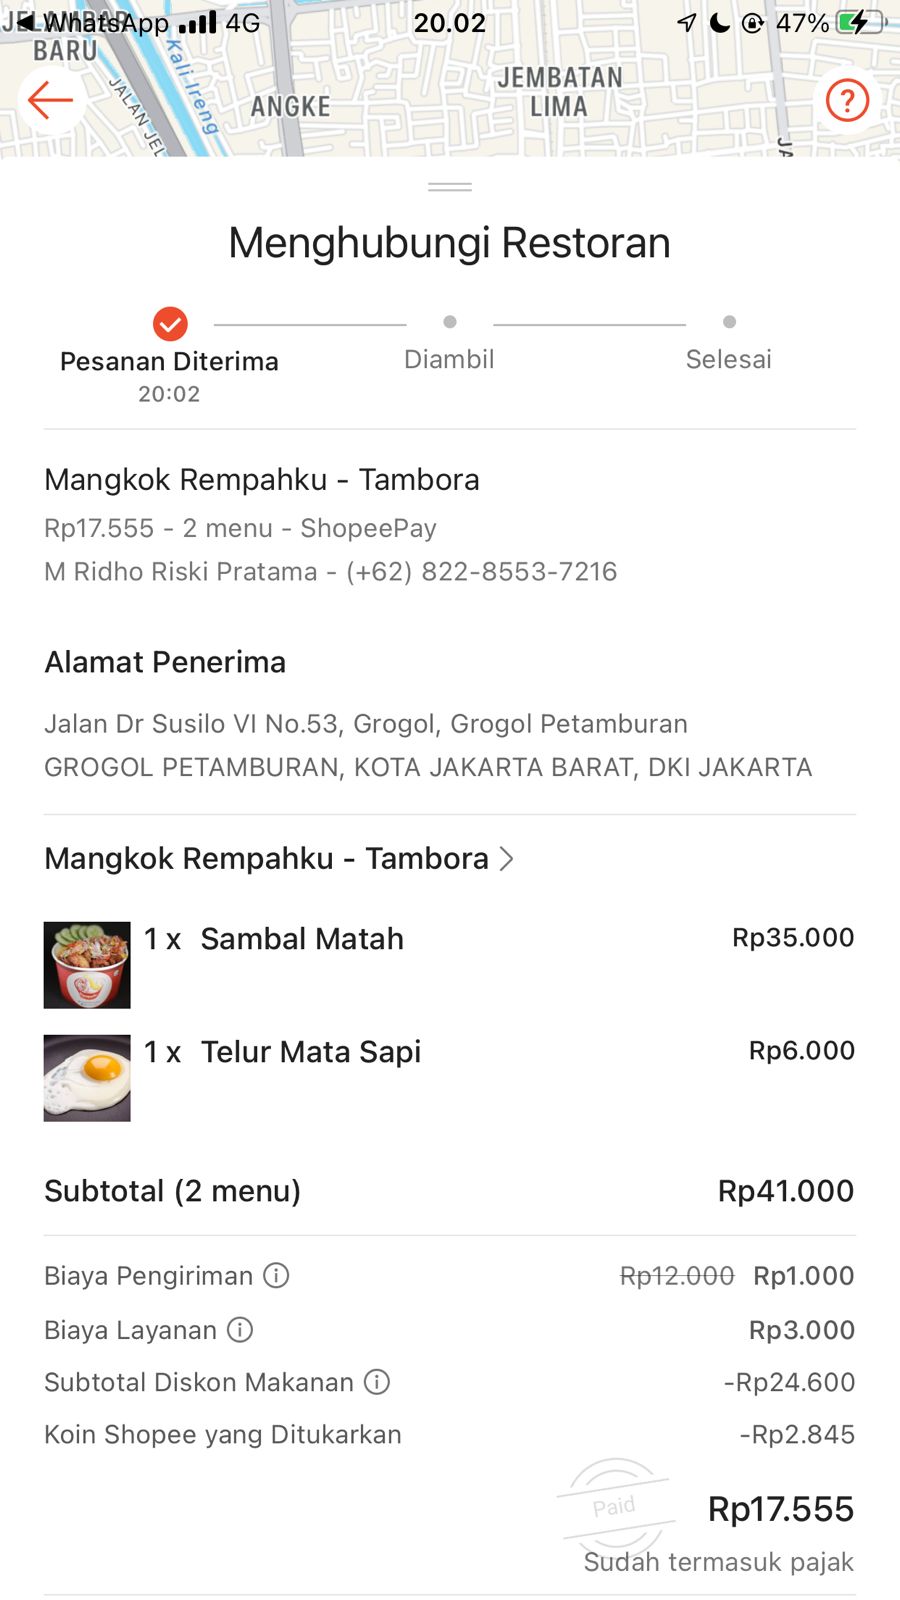 WhatsApp 4G 20.02 47%
BARU
Kali Ireng
JALAN JEL
ANGKE
JEMBATAN
LIMA
Menghubungi Restoran
Pesanan Diterima Diambil Selesai
20:02
Mangkok Rempahku - Tambora
Rp17.555 - 2 menu - ShopeePay
M Ridho Riski Pratama - (+62) 822-8553-7216
Alamat Penerima
Jalan Dr Susilo VI No.53, Grogol, Grogol Petamburan
GROGOL PETAMBURAN, KOTA JAKARTA BARAT, DKI JAKARTA
Mangkok Rempahku - Tambora
1 x Sambal Matah Rp35.000
1 x Telur Mata Sapi Rp6.000
Subtotal (2 menu) Rp41.000
Biaya Pengiriman Rp12.000 Rp1.000
Biaya Layanan Rp3.000
Subtotal Diskon Makanan -Rp24.600
Koin Shopee yang Ditukarkan -Rp2.845
Paid Rp17.555
Sudah termasuk pajak